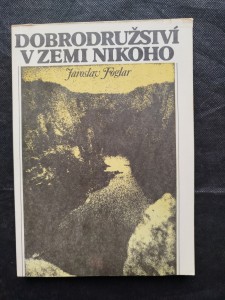 DOBRODRUŽSTVÍ
V ZEMI NIKOHO
Jaroslav Foglar